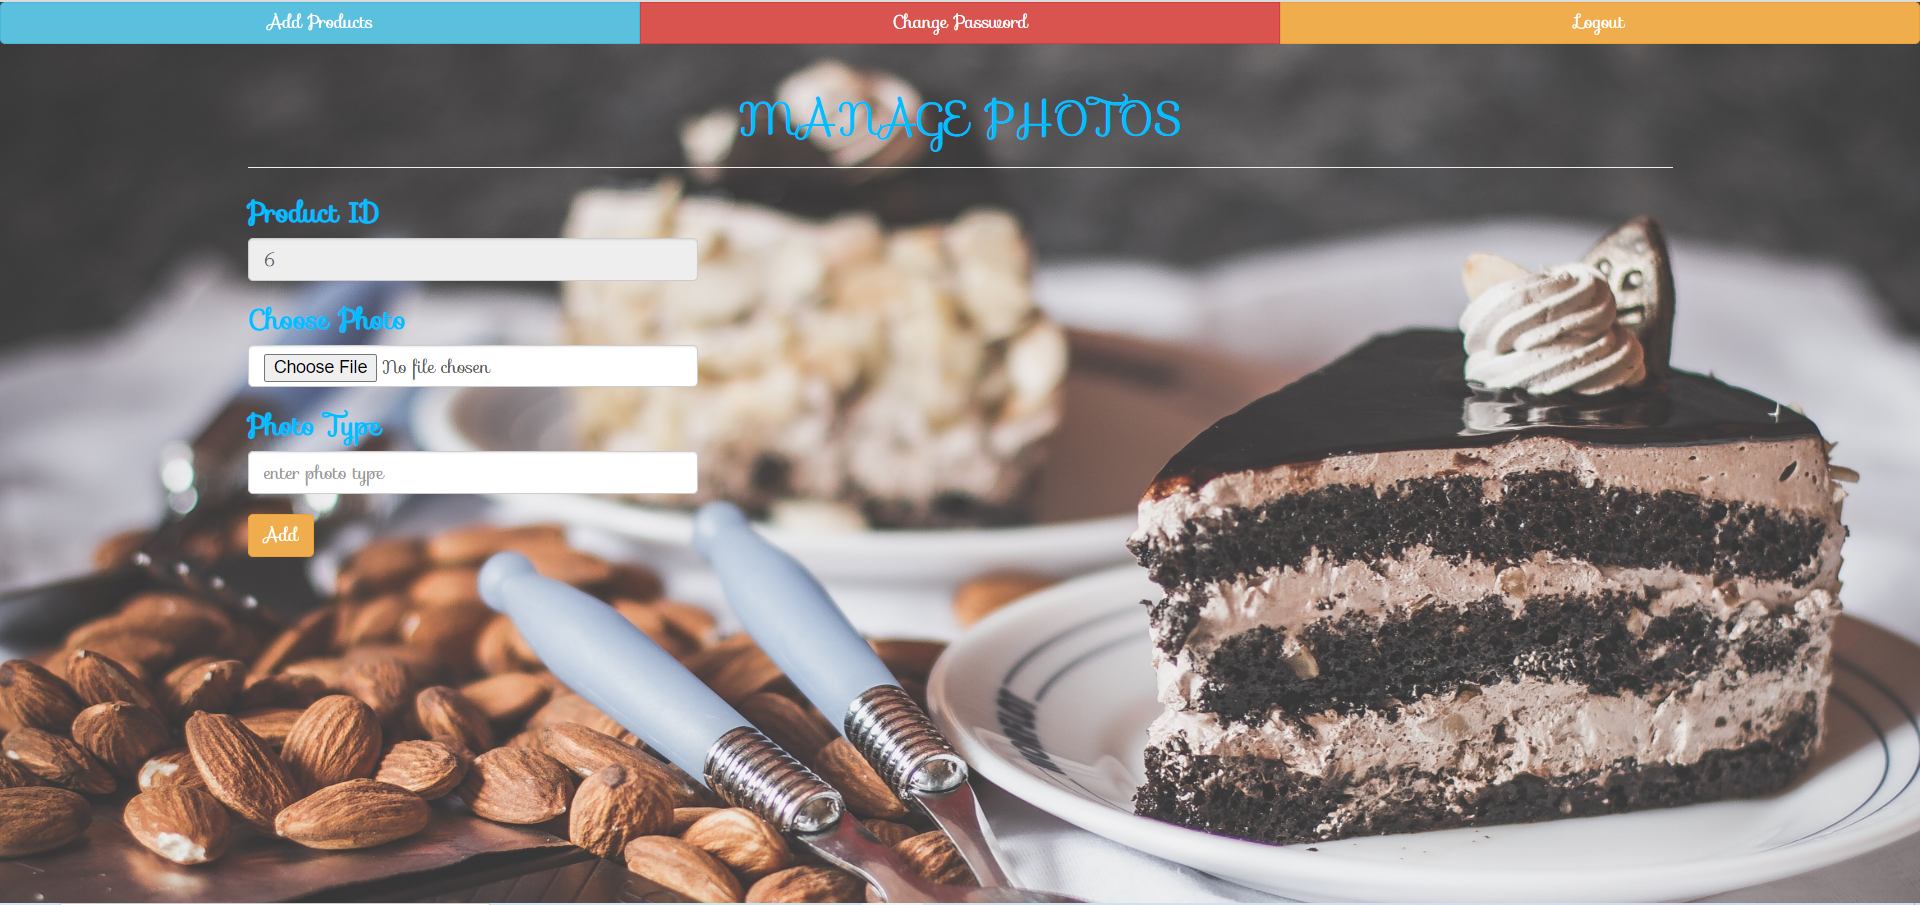 Add Products
Change Password
Logout
MANAGE PHOTOS
Product ID
6
Choose Photo
Choose File No file chosen
Photo Type
enter photo type
Add